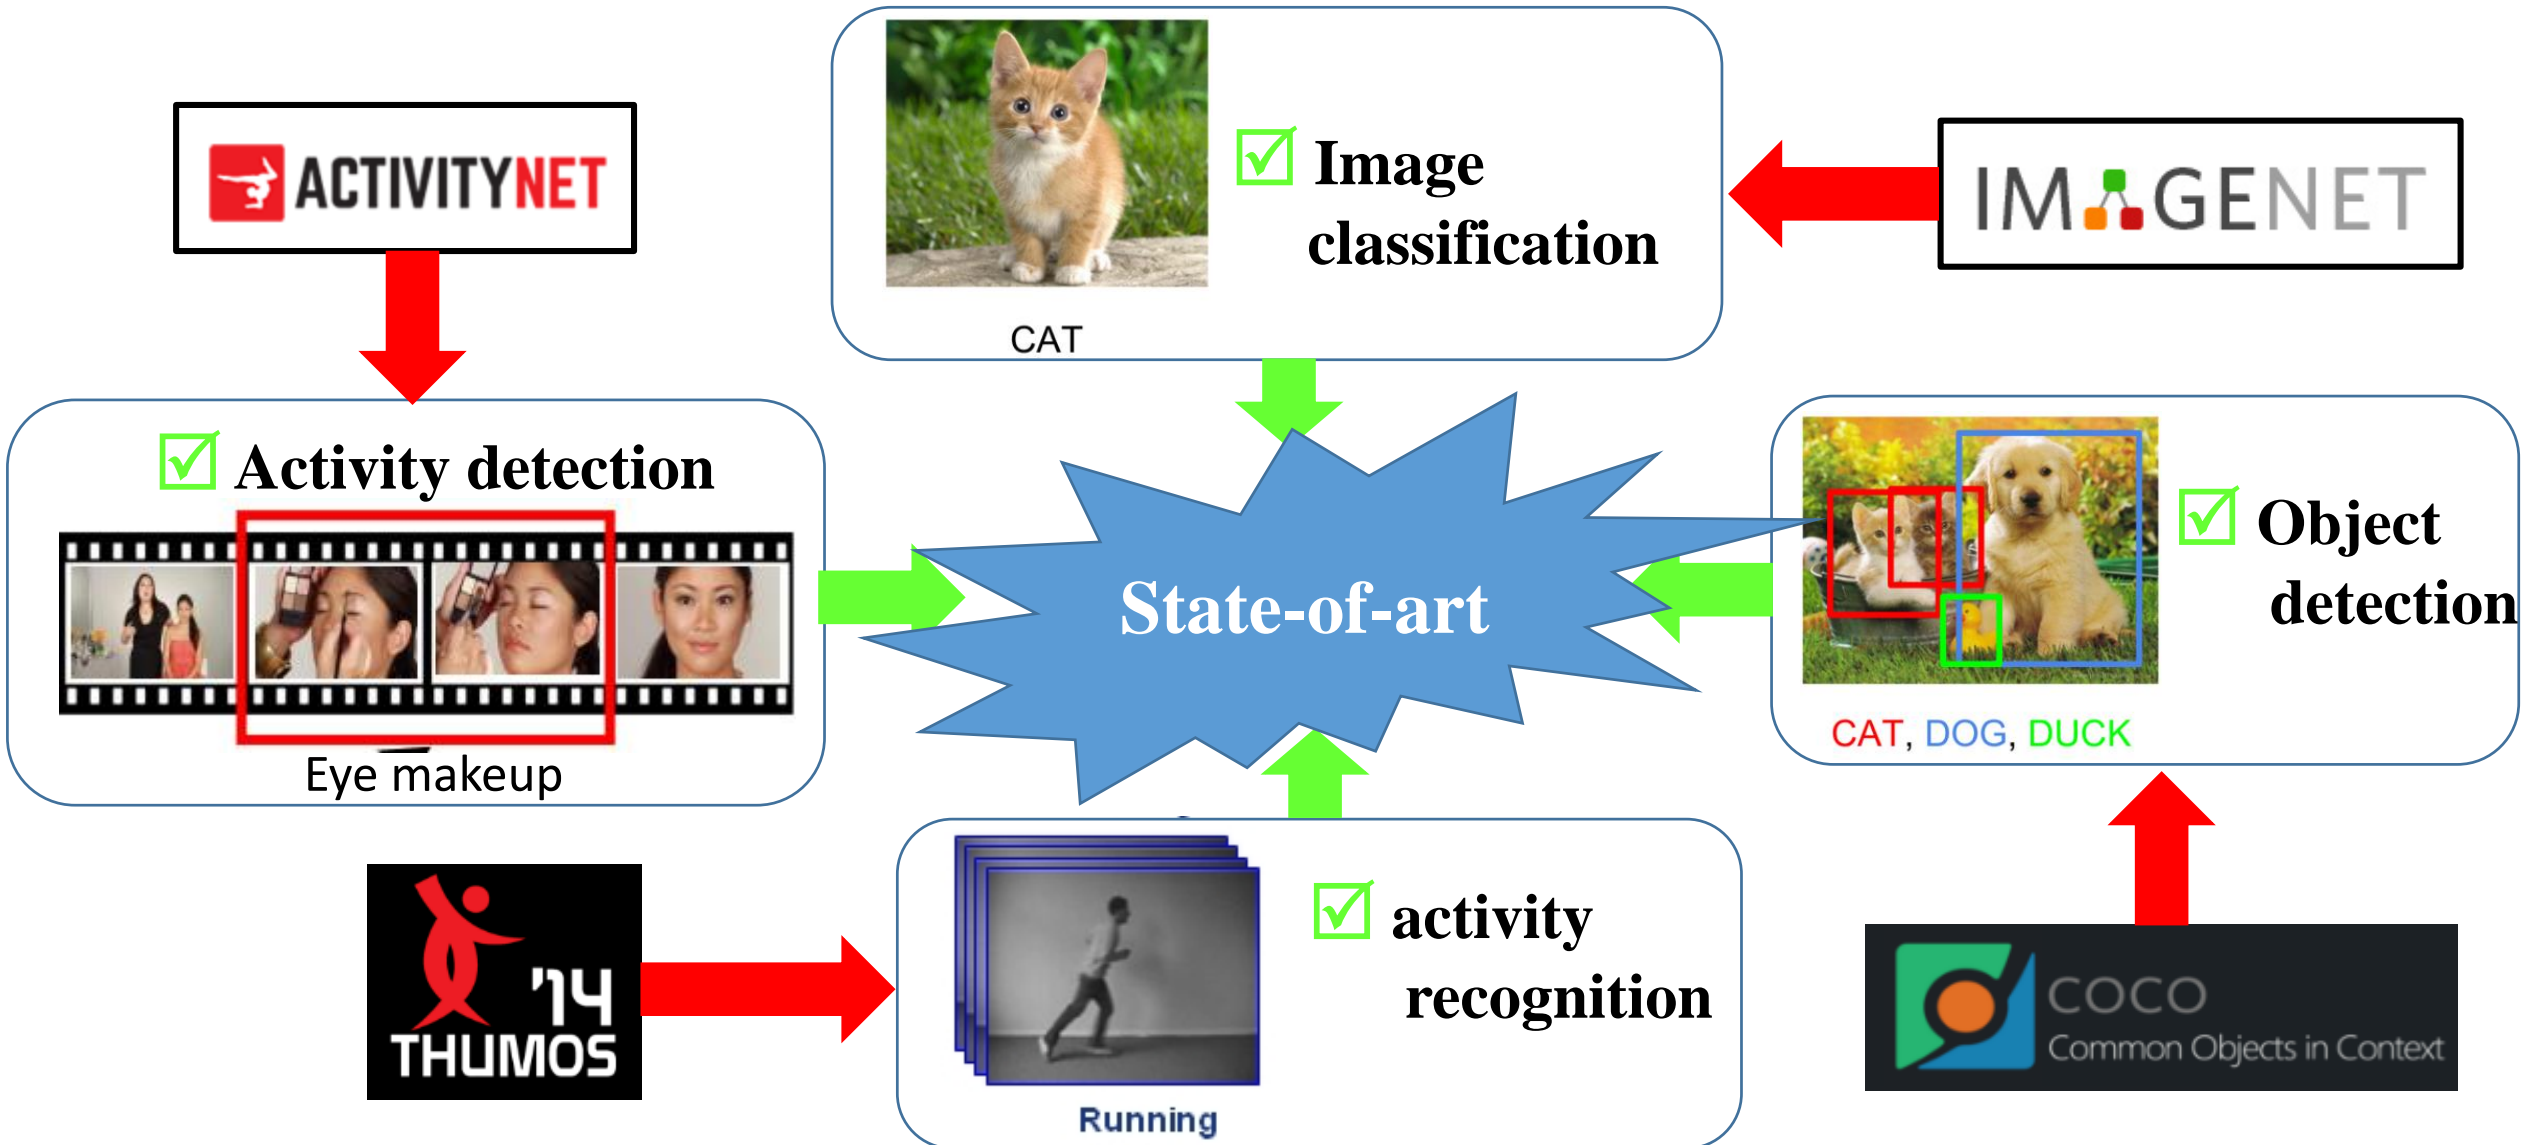 ACTIVITYNET
Image
classification
CAT
IMAGENET
Activity detection
Eye makeup
State-of-art
Object
detection
CAT, DOG, DUCK
'14
THUMOS
activity
recognition
Running
COCO
Common Objects in Context